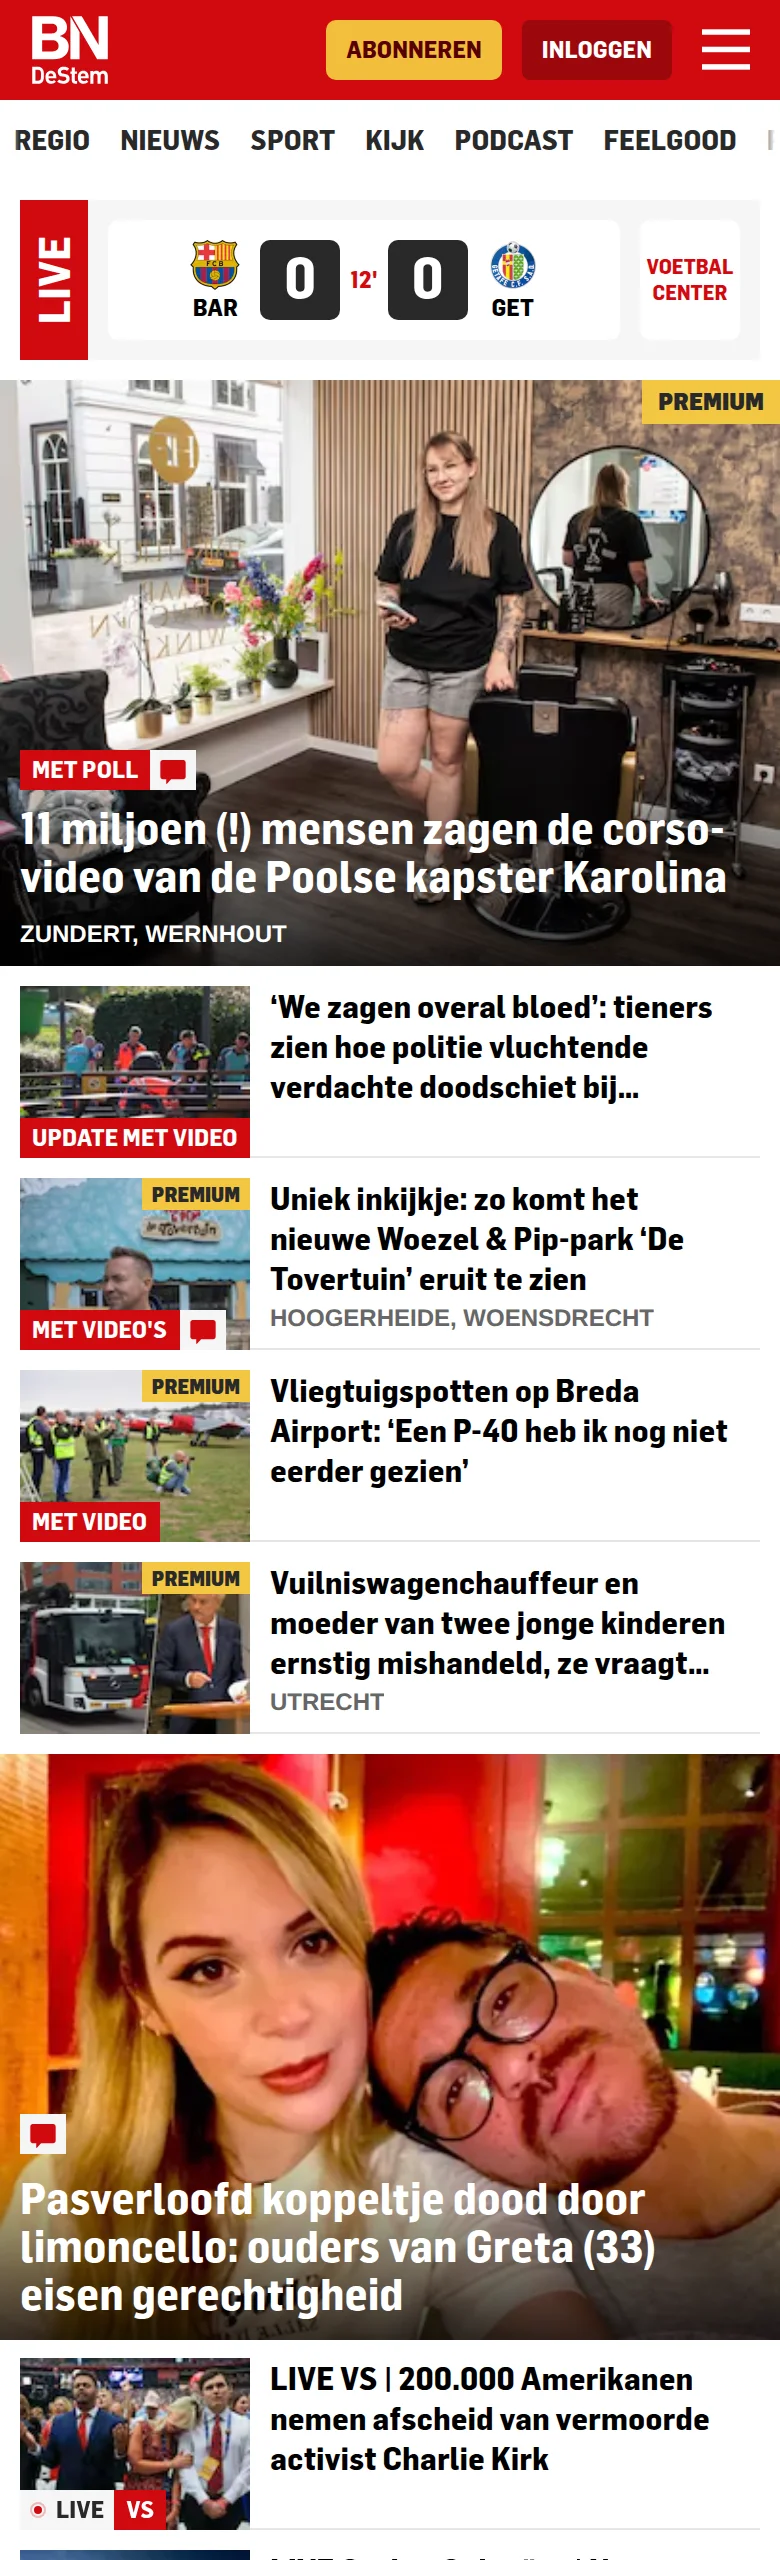 BN
DeStem
ABONNEREN
INLOGGEN
REGIO NIEUWS SPORT KIJK PODCAST FEELGOOD
LIVE
BAR
0
12'
0
GET
VOETBAL
CENTER
PREMIUM
MET POLL
11 miljoen (!) mensen zagen de corso-
video van de Poolse kapster Karolina
ZUNDERT, WERNHOUT
‘We zagen overal bloed’: tieners
zien hoe politie vluchtende
verdachte doodschiet bij...
UPDATE MET VIDEO
PREMIUM
MET VIDEO'S
Uniek inkijkje: zo komt het
nieuwe Woezel & Pip-park ‘De
Tovertuin’ eruit te zien
HOOGERHEIDE, WOENSDRECHT
PREMIUM
MET VIDEO
Vliegtuigspotten op Breda
Airport: ‘Een P-40 heb ik nog niet
eerder gezien’
PREMIUM
Vuilniswagenchauffeur en
moeder van twee jonge kinderen
ernstig mishandeld, ze vraagt...
UTRECHT
Pasverloofd koppeltje dood door
limoncello: ouders van Greta (33)
eisen gerechtigheid
LIVE VS
LIVE VS | 200.000 Amerikanen
nemen afscheid van vermoorde
activist Charlie Kirk